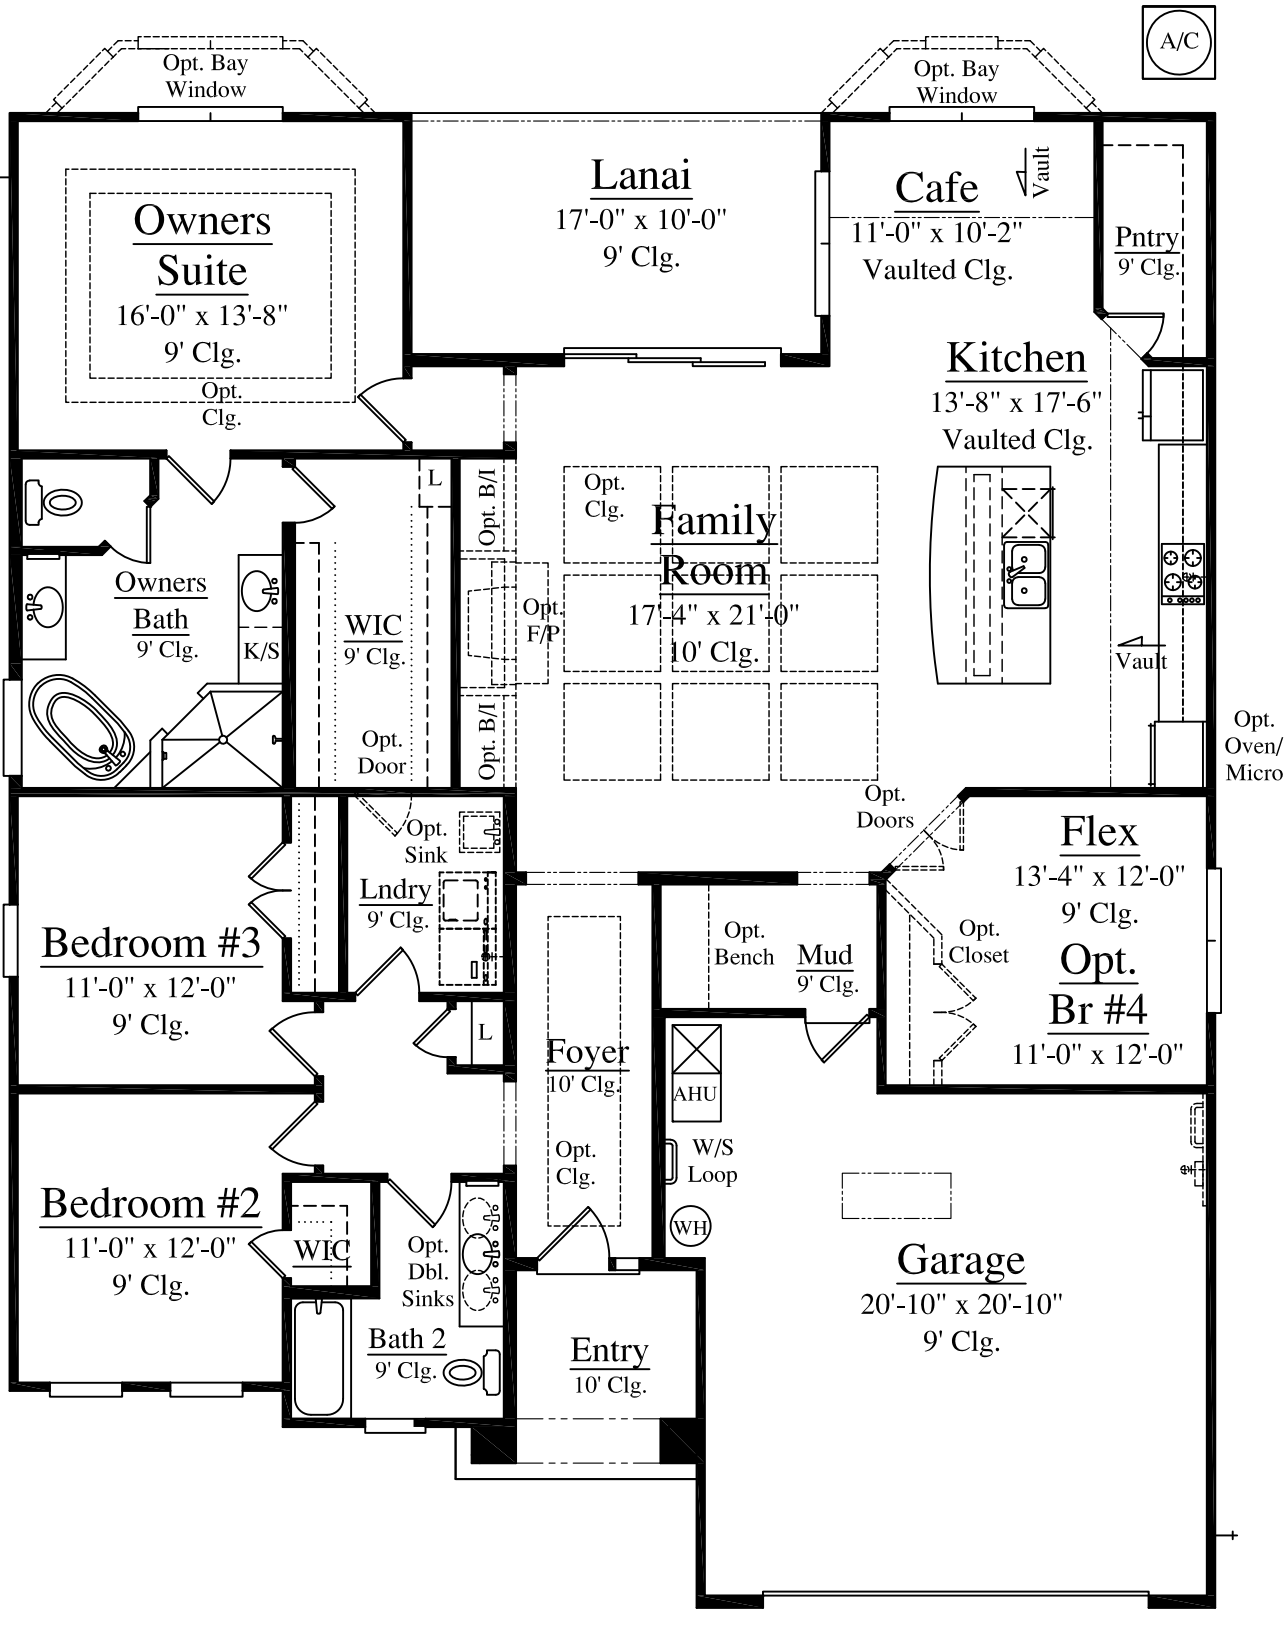 A/C
Opt. Bay
Window
Opt. Bay
Window
Owners
Suite
16'-0" x 13'-8"
9' Clg.
Opt.
Clg.
Lanai
17'-0" x 10'-0"
9' Clg.
Vault
Cafe
11'-0" x 10'-2"
Vaulted Clg.
Pntry
9' Clg.
Kitchen
13'-8" x 17'-6"
Vaulted Clg.
L
Opt. B/I
Opt.
Clg.
Family
Room
17'-4" x 21'-0"
10' Clg.
Owners
Bath
9' Clg.
K/S
WIC
9' Clg.
Opt.
F/P
Vault
Opt.
Door
Opt. B/I
Opt.
Oven/
Micro
Opt.
Doors
Opt.
Sink
Lndry
9' Clg.
Flex
13'-4" x 12'-0"
9' Clg.
Opt.
Br #4
11'-0" x 12'-0"
Opt.
Closet
Bedroom #3
11'-0" x 12'-0"
9' Clg.
Opt.
Bench
Mud
9' Clg.
L
Foyer
10' Clg.
Opt.
Clg.
AHU
W/S
Loop
WH
Bedroom #2
11'-0" x 12'-0"
9' Clg.
WIC
Opt.
Dbl.
Sinks
Bath 2
9' Clg.
Entry
10' Clg.
Garage
20'-10" x 20'-10"
9' Clg.